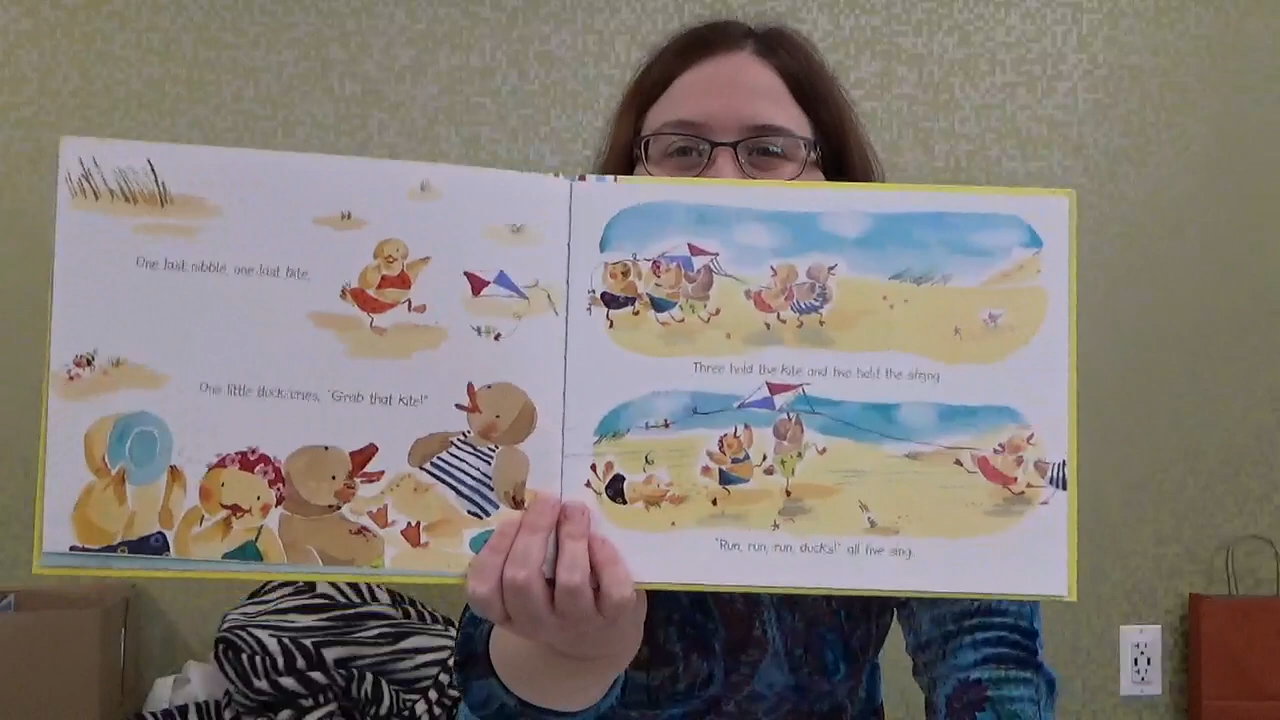 One last nibble, one last bite,
One little duck cries, "Grab that kite!"
Three hold the kite and two hold the string.
"Run, run, run, ducks!" all five sing.